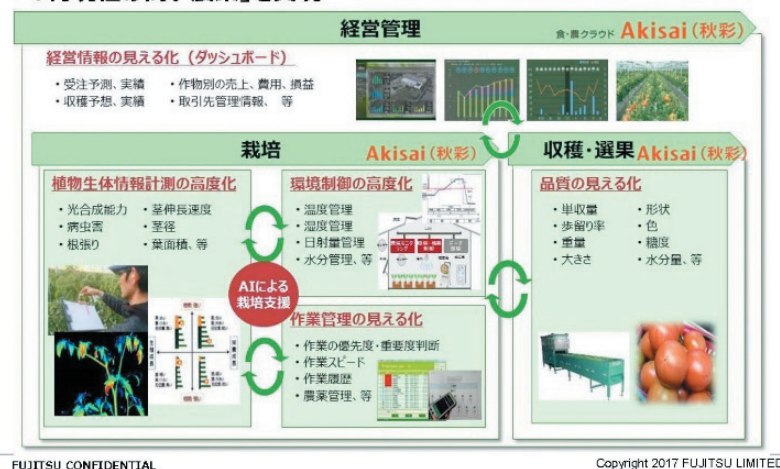 経営管理
食・農クラウド Akisai（秋彩）
経営情報の見える化（ダッシュボード）
・受注予測、実績　・作物別の売上、費用、損益
・収穫予想、実績　・取引先管理情報、 等
栽培　Akisai（秋彩）
収穫・選果 Akisai（秋彩）
植物生体情報計測の高度化
・光合成能力　・茎伸長速度
・病虫害　・茎径
・根張り　・葉面積、等
環境制御の高度化
・温度管理
・湿度管理
・日射量管理
・水分管理、等
AIによる
栽培支援
作業管理の見える化
・作業の優先度・重要度判断
・作業スピード
・作業履歴
・農薬管理、等
品質の見える化
・単収量　・形状
・歩留り率　・色
・重量　・糖度
・大きさ　・水分量、等
FUJITSU CONFIDENTIAL
Copyright 2017 FUJITSU LIMITED